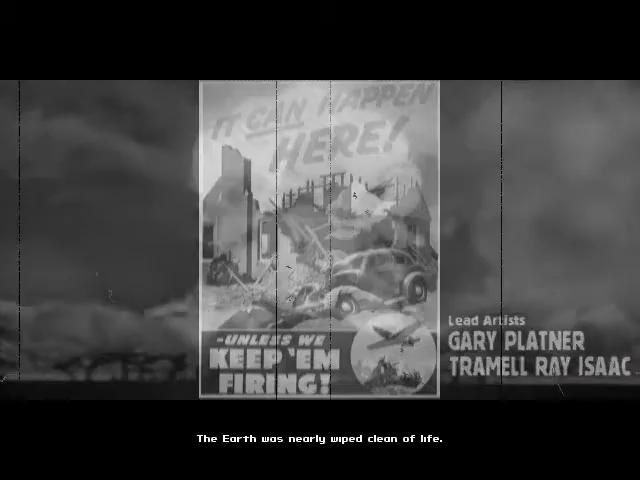 IT CAN HAPPEN
HERE!
-UNLESS WE
KEEP 'EM
FIRING!
Lead Artists
GARY PLATNER
TRAMELL RAY ISAAC
The Earth was nearly wiped clean of life.